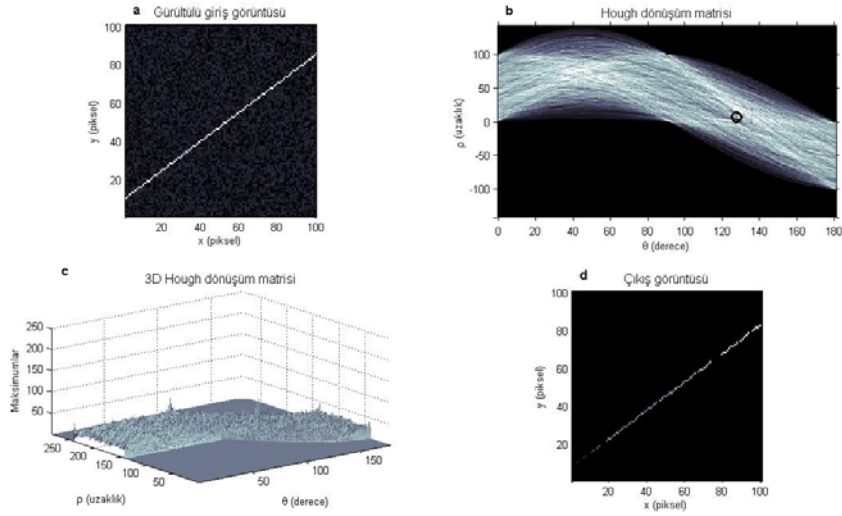 a
Gürültülü giriş görüntüsü
100
80
60
40
20
y (piksel)
20 40 60 80 100
x (piksel)
b
Hough dönüşüm matrisi
100
50
0
-50
-100
ρ (uzaklık)
0 20 40 60 80 100 120 140 160 180
θ (derece)
c
3D Hough dönüşüm matrisi
250
200
150
100
50
Maksimumlar
250 200 150 100 50
ρ (uzaklık)
50 100 150
θ (derece)
d
Çıkış görüntüsü
100
80
60
40
20
y (piksel)
20 40 60 80 100
x (piksel)